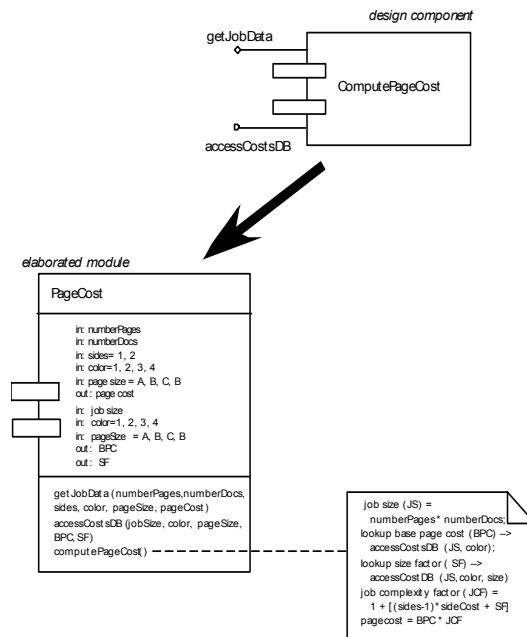 design component
getJobData
ComputePageCost
accessCostsDB
elaborated module
PageCost
in: numberPages
in: numberDocs
in: sides= 1, 2
in: color=1, 2, 3, 4
in: page size = A, B, C, B
out: page cost
in: job size
in: color=1, 2, 3, 4
in: pageSize = A, B, C, B
out: BPC
out: SF
getJobData (numberPages,numberDocs,
sides, color, pageSize, pageCost)
accessCostsDB (jobSize, color, pageSize,
BPC, SF)
computePageCost()
job size (JS) =
numberPages* numberDocs;
lookup base page cost (BPC) -->
accessCostsDB (JS, color);
lookup size factor (SF) -->
accessCostDB (JS, color, size)
job complexity factor (JCF) =
1 + [(sides-1)*sideCost + SF]
pagecost = BPC * JCF